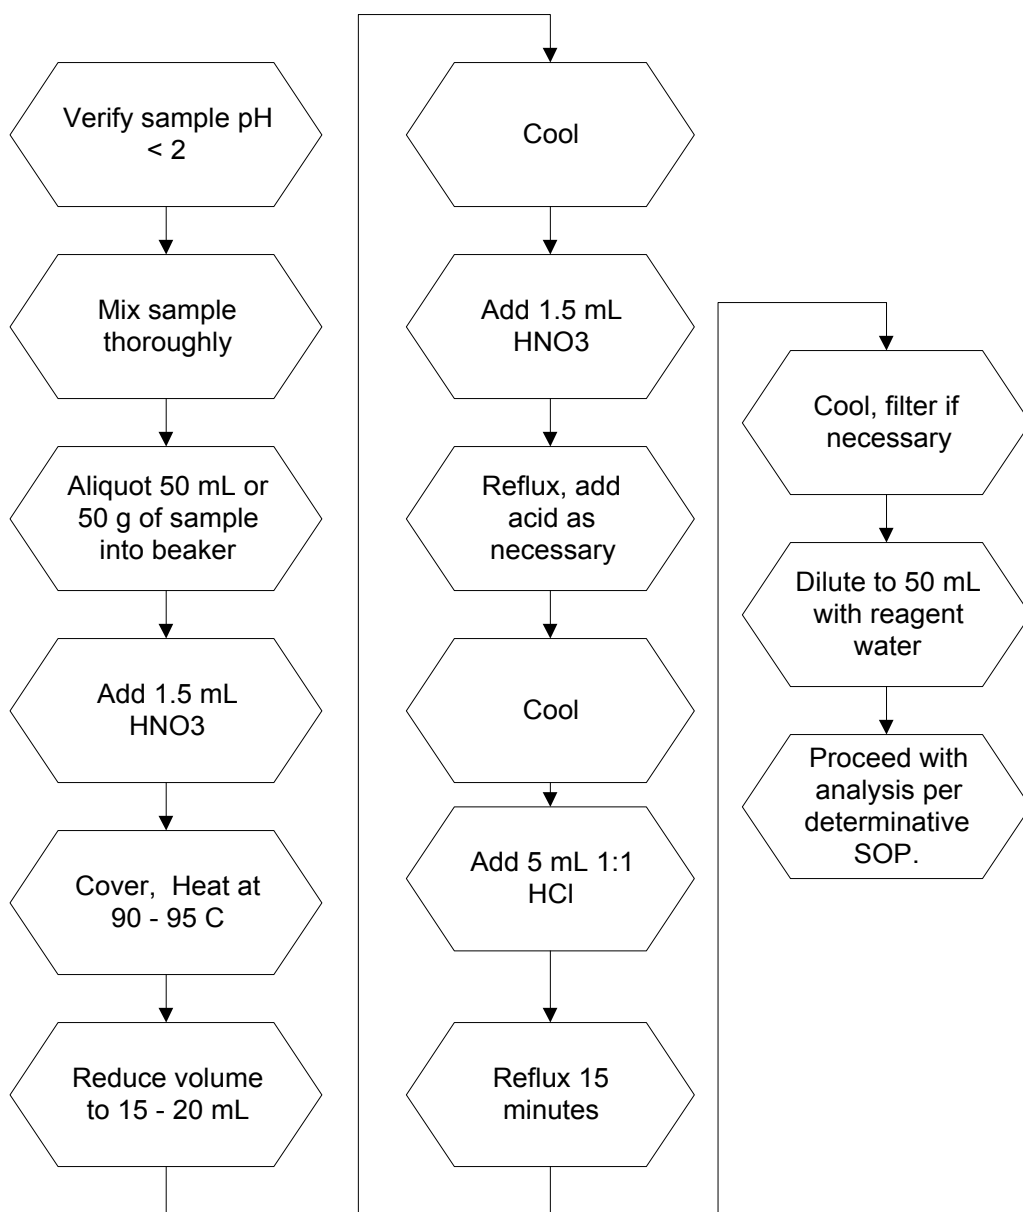 Verify sample pH
< 2
Mix sample
thoroughly
Aliquot 50 mL or
50 g of sample
into beaker
Add 1.5 mL
HNO3
Cover,  Heat at
90 - 95 C
Reduce volume
to 15 - 20 mL
Cool
Add 1.5 mL
HNO3
Reflux, add
acid as
necessary
Cool
Add 5 mL 1:1
HCl
Reflux 15
minutes
Cool, filter if
necessary
Dilute to 50 mL
with reagent
water
Proceed with
analysis per
determinative
SOP.